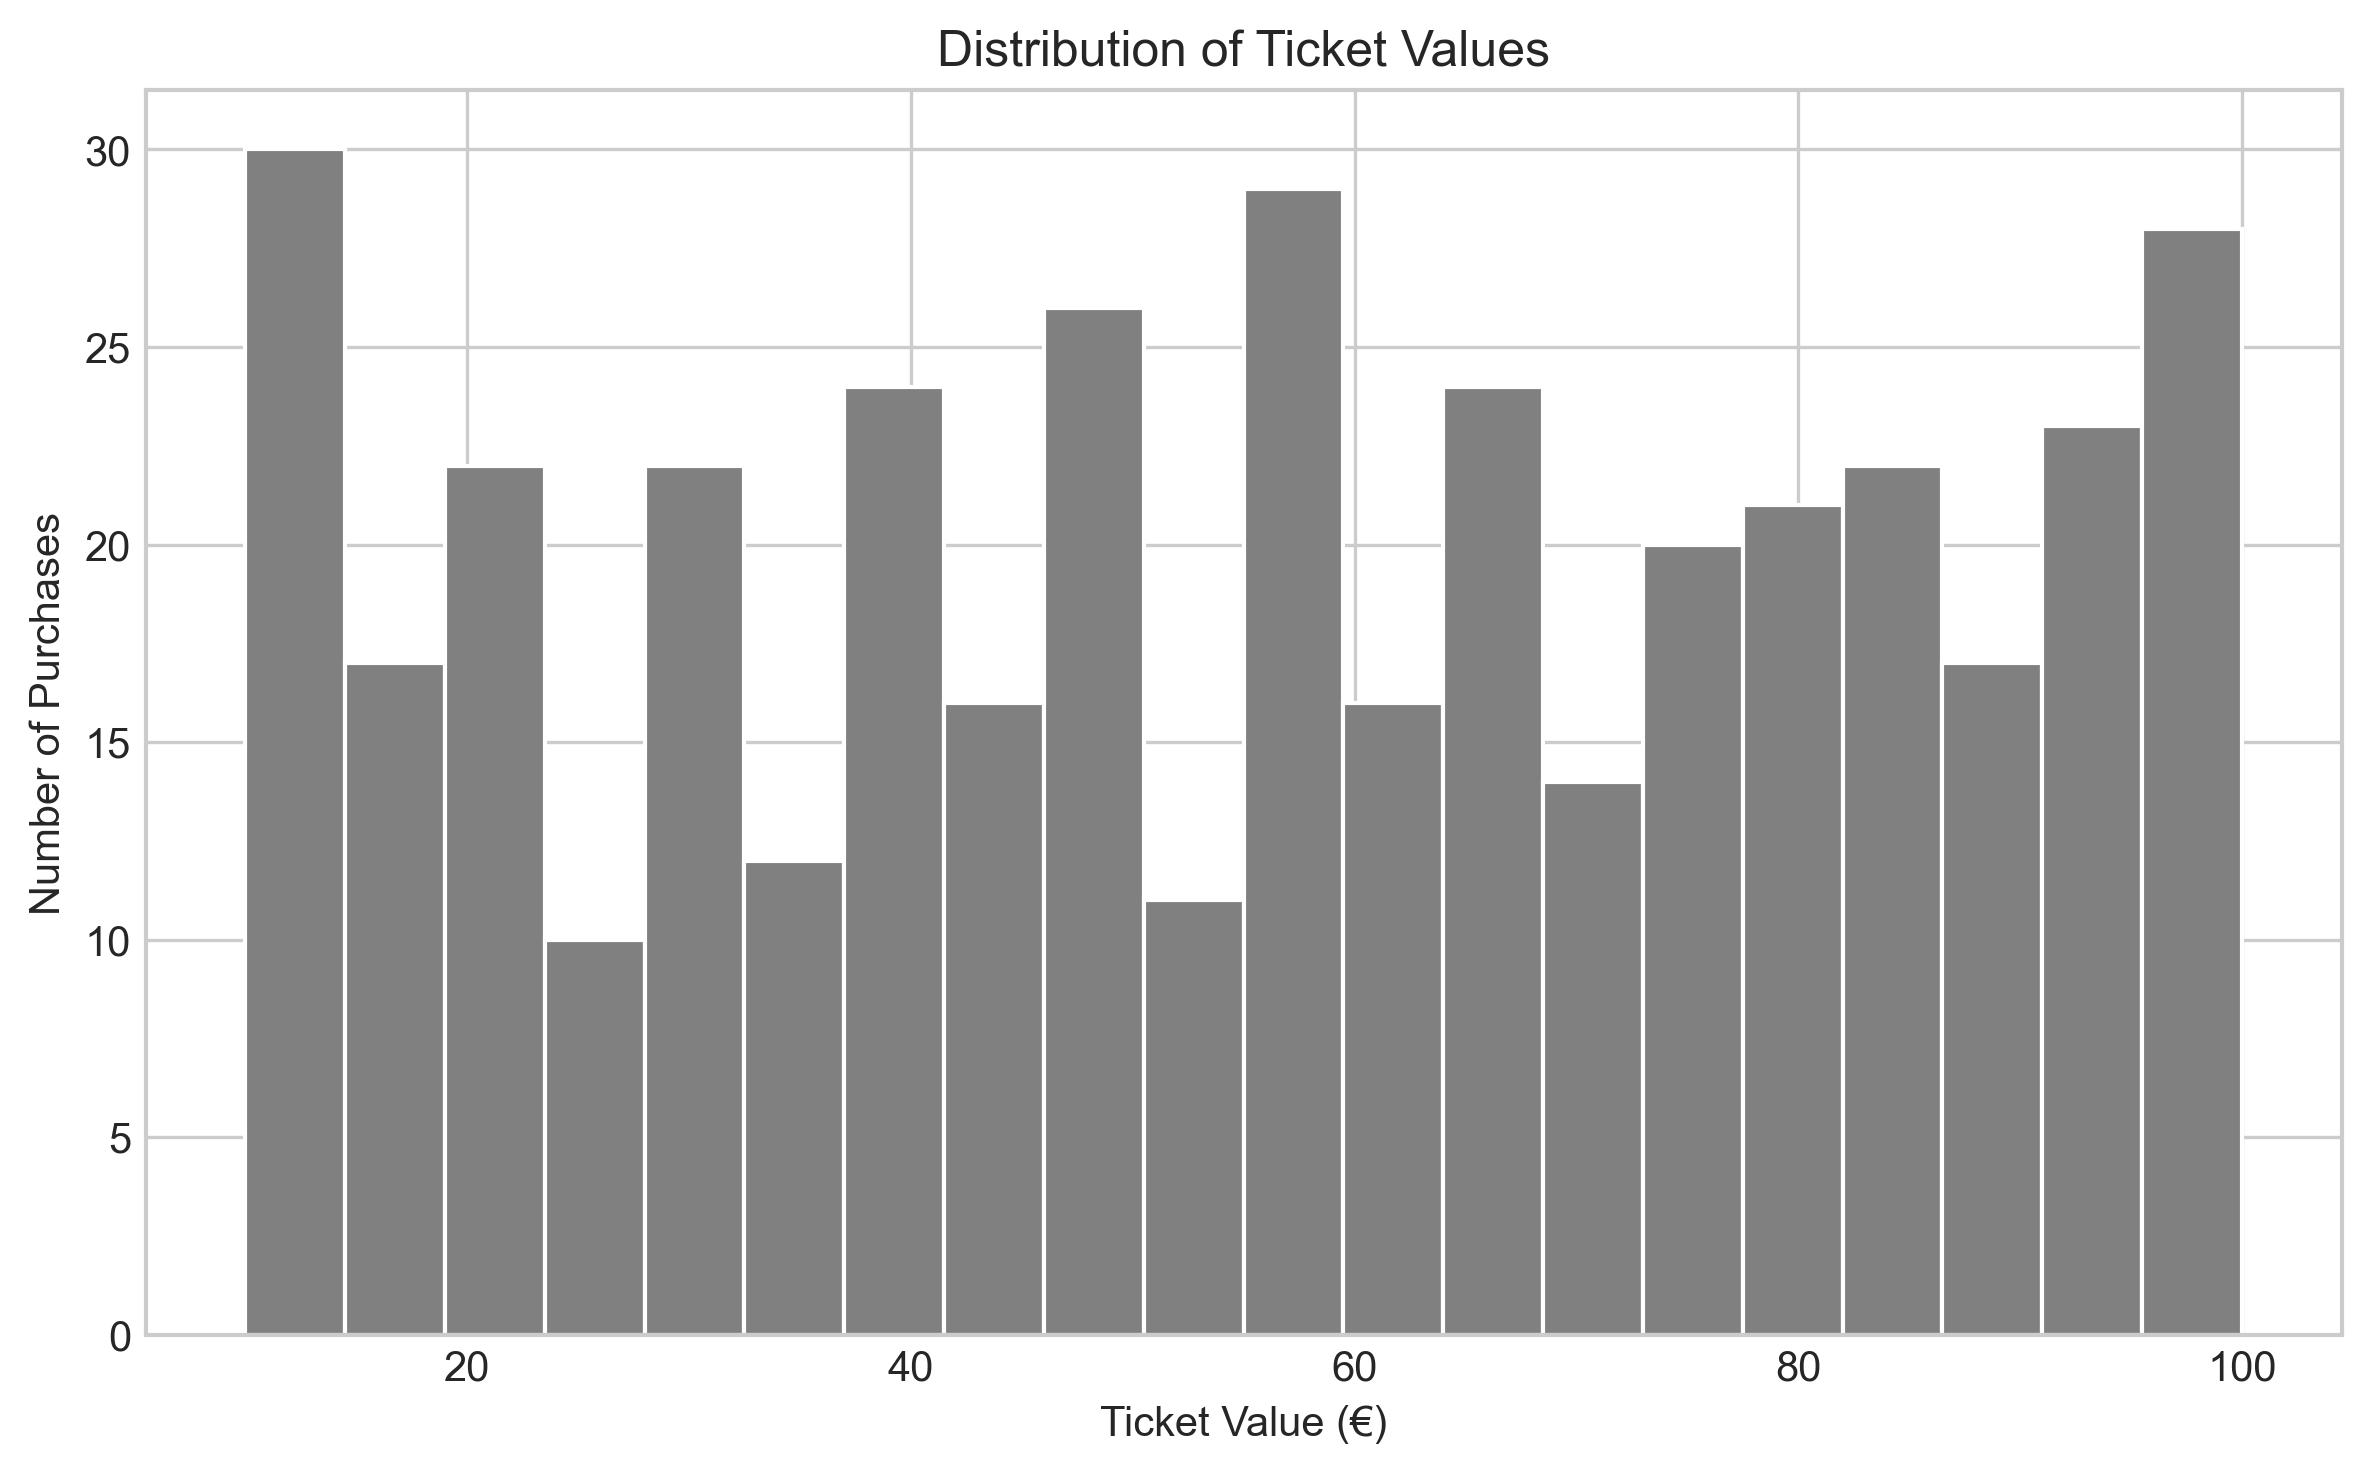 Distribution of Ticket Values
30
25
20
15
10
5
0
Number of Purchases
20 40 60 80 100
Ticket Value (€)